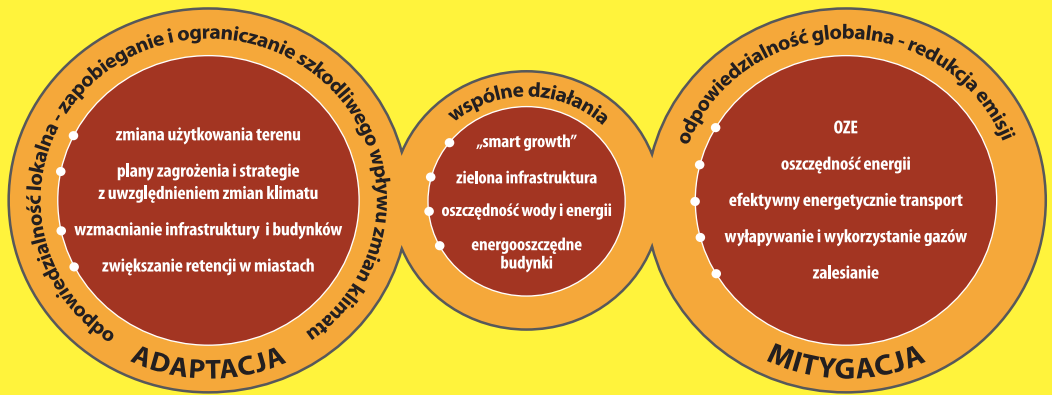 odpowiedzialność lokalna - zapobieganie i ograniczanie szkodliwego wpływu zmian klimatu
zmiana użytkowania terenu
plany zagrożenia i strategie
z uwzględnieniem zmian klimatu
wzmacnianie infrastruktury i budynków
zwiększanie retencji w miastach
ADAPTACJA
wspólne działania
„smart growth”
zielona infrastruktura
oszczędność wody i energii
energooszczędne
budynki
odpowiedzialność globalna - redukcja emisji
OZE
oszczędność energii
efektywny energetycznie transport
wyłapywanie i wykorzystanie gazów
zalesianie
MITYGACJA